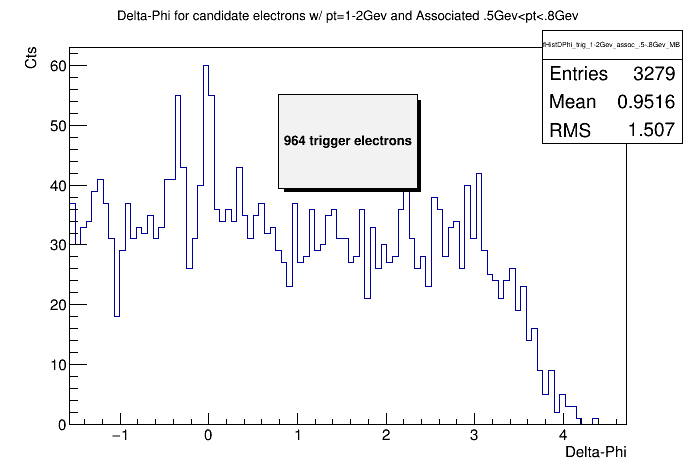 Delta-Phi for candidate electrons w/ pt=1-2Gev and Associated .5Gev<pt<.8Gev
fHistDPhi_trig_1-2Gev_assoc_.5-.8Gev_MB
Entries 3279
Mean 0.9516
RMS 1.507
Cts
964 trigger electrons
60
50
40
30
20
10
0
−1 0 1 2 3 4
Delta-Phi